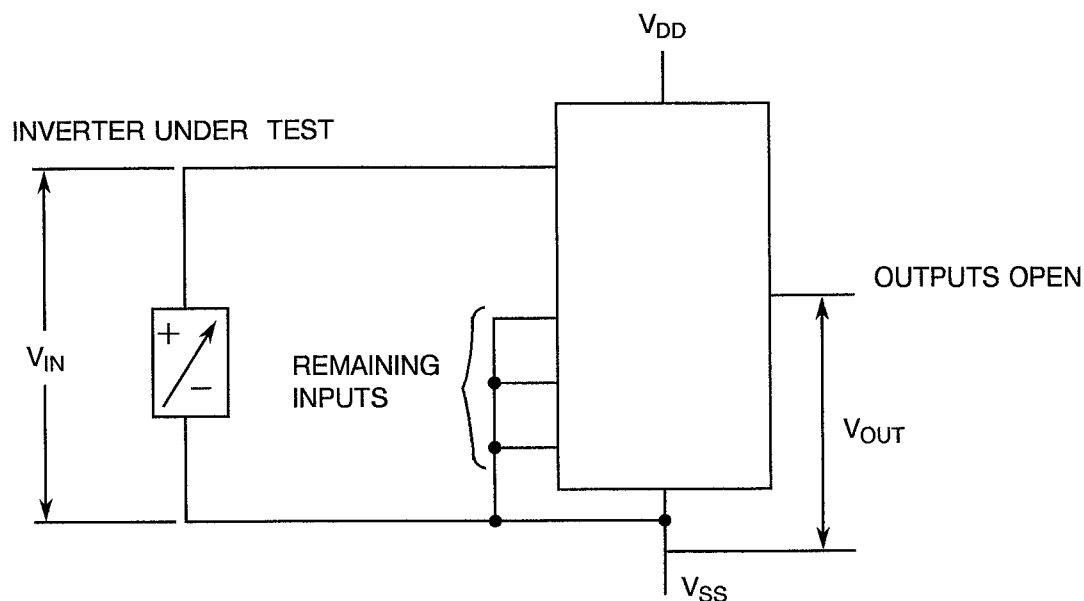 VDD
INVERTER UNDER TEST
OUTPUTS OPEN
+
−
VIN
REMAINING
INPUTS
VOUT
VSS